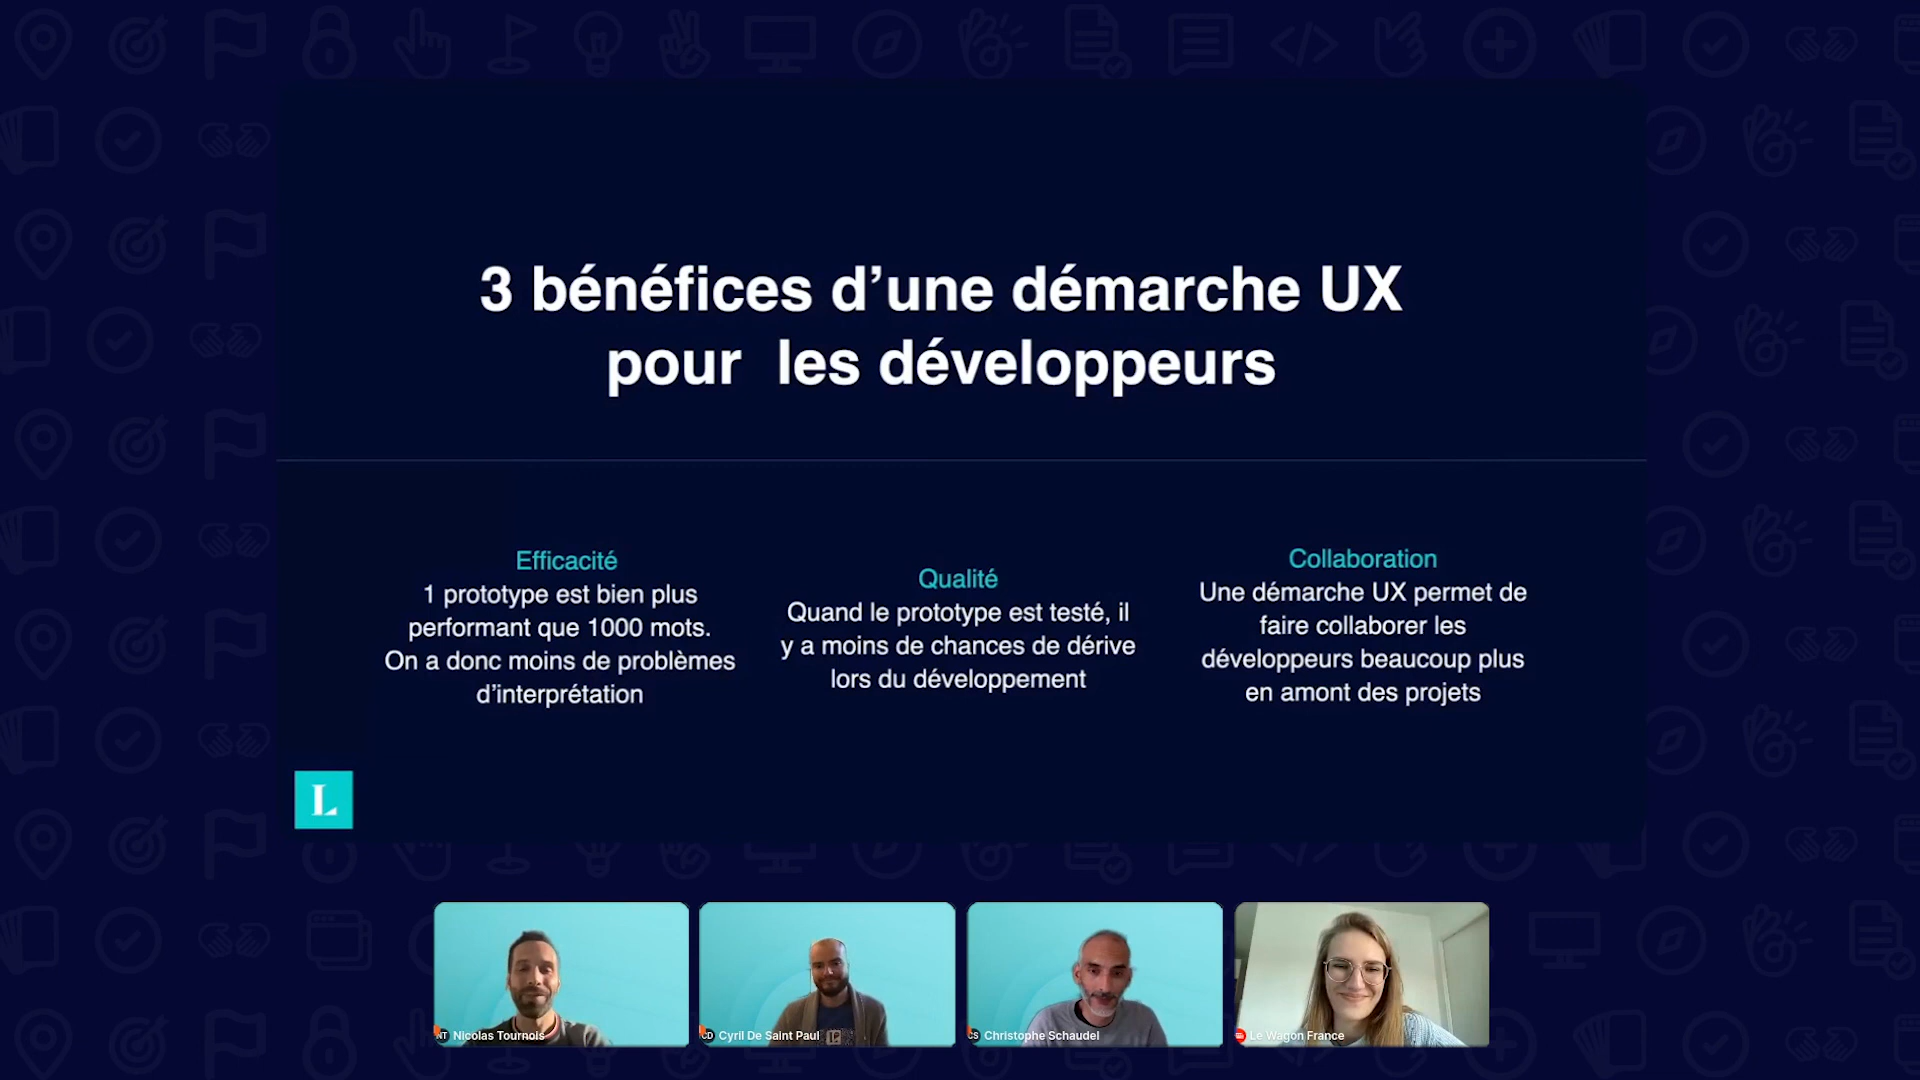 3 bénéfices d’une démarche UX
pour les développeurs
Efficacité
1 prototype est bien plus
performant que 1000 mots.
On a donc moins de problèmes
d’interprétation
Qualité
Quand le prototype est testé, il
y a moins de chances de dérive
lors du développement
Collaboration
Une démarche UX permet de
faire collaborer les
développeurs beaucoup plus
en amont des projets
L
NT Nicolas Tournois
CD Cyril De Saint Paul
CS Christophe Schaudel
Le Wagon France